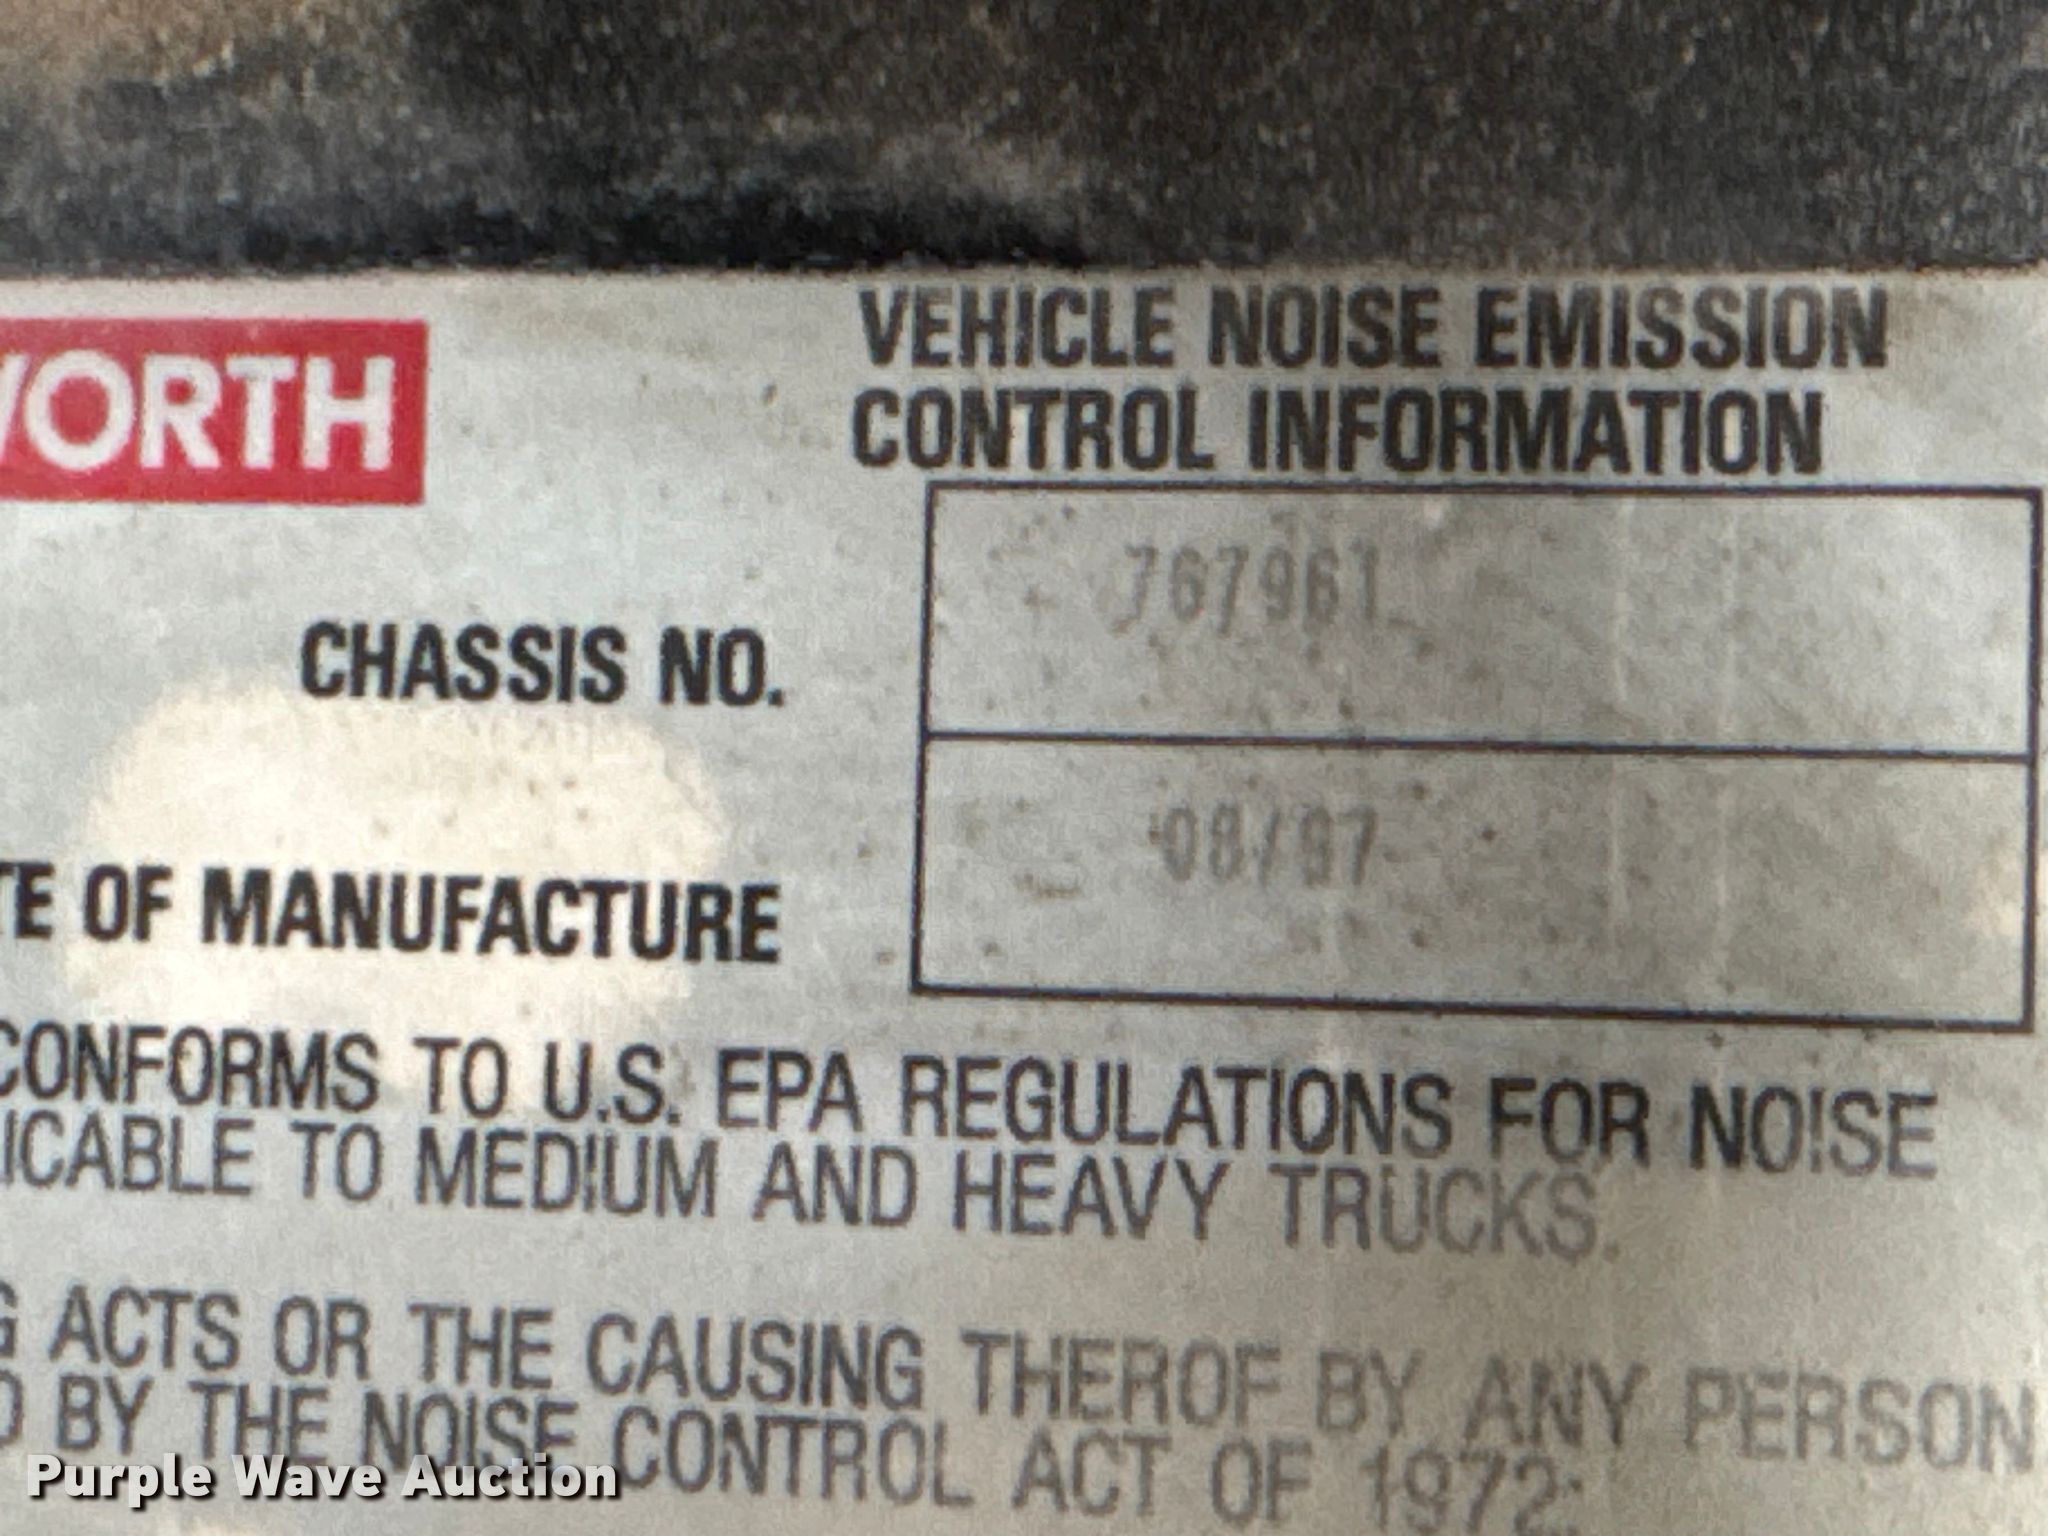 VEHICLE NOISE EMISSION
WORTH
CONTROL INFORMATION
767961
CHASSIS NO.
08/97
TE OF MANUFACTURE
CONFORMS TO U.S. EPA REGULATIONS FOR NOISE
ICABLE TO MEDIUM AND HEAVY TRUCKS.
G ACTS OR THE CAUSING THEROF BY ANY PERSON
D BY THE NOISE CONTROL ACT OF 1972:
Purple Wave Auction